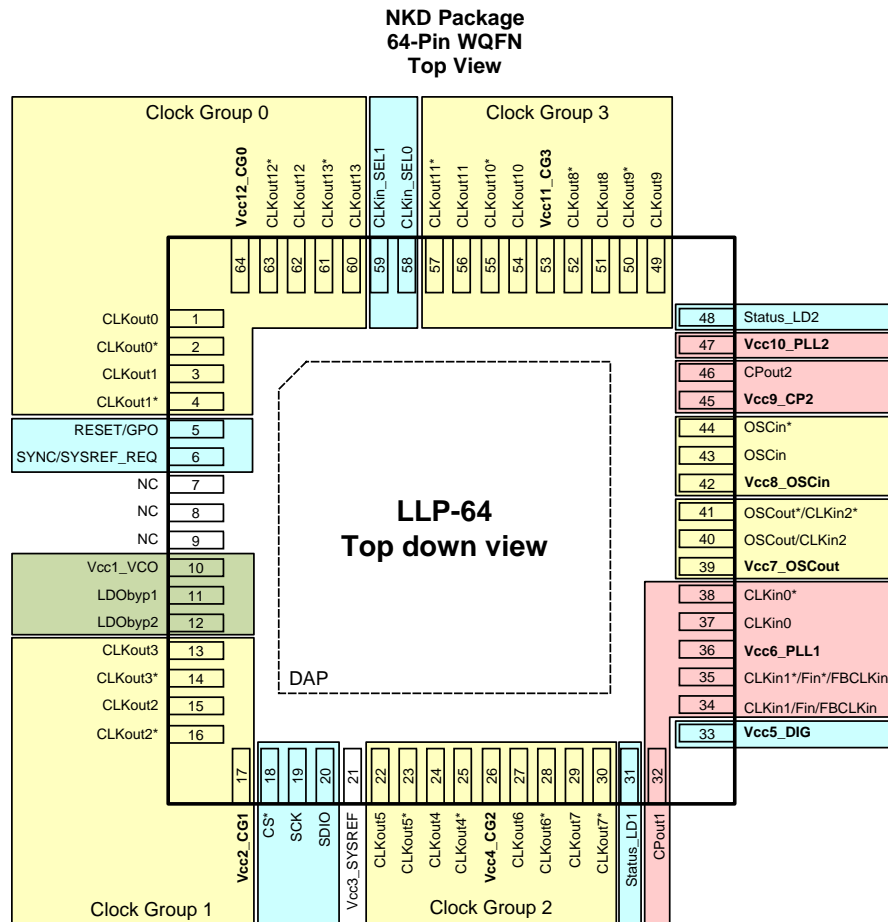 NKD Package
64-Pin WQFN
Top View
Clock Group 0
Clock Group 3
Vcc12_CG0
CLKout12*
CLKout12
CLKout13*
CLKout13
CLKin_SEL1
CLKin_SEL0
CLKout11*
CLKout11
CLKout10*
CLKout10
Vcc11_CG3
CLKout8*
CLKout8
CLKout9*
CLKout9
64
63
62
61
60
59
58
57
56
55
54
53
52
51
50
49
CLKout0 1
CLKout0* 2
CLKout1 3
CLKout1* 4
RESET/GPO 5
SYNC/SYSREF_REQ 6
NC 7
NC 8
NC 9
Vcc1_VCO 10
LDObyp1 11
LDObyp2 12
CLKout3 13
CLKout3* 14
CLKout2 15
CLKout2* 16
LLP-64
Top down view
DAP
48 Status_LD2
47 Vcc10_PLL2
46 CPout2
45 Vcc9_CP2
44 OSCin*
43 OSCin
42 Vcc8_OSCin
41 OSCout*/CLKin2*
40 OSCout/CLKin2
39 Vcc7_OSCout
38 CLKin0*
37 CLKin0
36 Vcc6_PLL1
35 CLKin1*/Fin*/FBCLKin
34 CLKin1/Fin/FBCLKin
33 Vcc5_DIG
17
18
19
20
21
22
23
24
25
26
27
28
29
30
31
32
Vcc2_CG1
CS*
SCK
SDIO
Vcc3_SYSREF
CLKout5
CLKout5*
CLKout4
CLKout4*
Vcc4_CG2
CLKout6
CLKout6*
CLKout7
CLKout7*
Status_LD1
CPout1
Clock Group 1
Clock Group 2